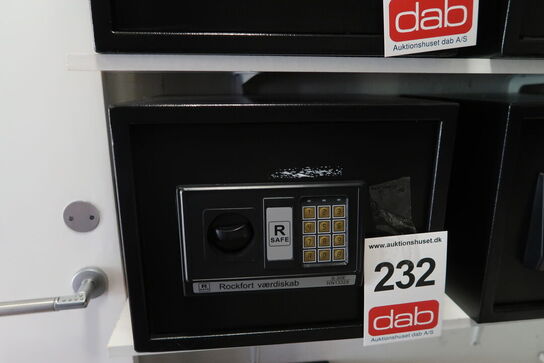 dab
Auktionshuset dab A/S
R
SAFE
Rockfort værdiskab
www.auktionshuset.dk
232
dab
Auktionshuset dab A/S